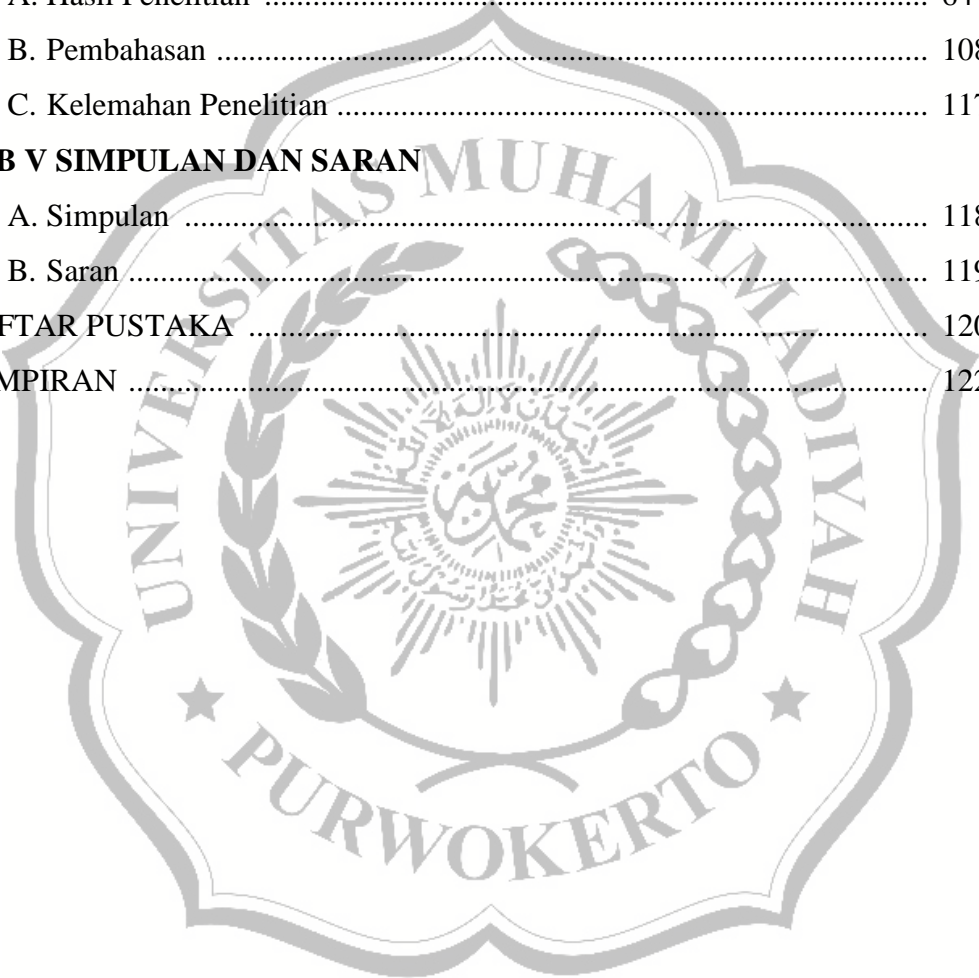 A. Hasil Penelitian ........................................................................................
B. Pembahasan ............................................................................................. 108
C. Kelemahan Penelitian ............................................................................. 117
B V SIMPULAN DAN SARAN
A. Simpulan ................................................................................................. 118
B. Saran ........................................................................................................ 119
FTAR PUSTAKA ........................................................................................ 120
MPIRAN ....................................................................................................... 122
UNIVERSITAS MUHAMMADIYAH
PURWOKERTO